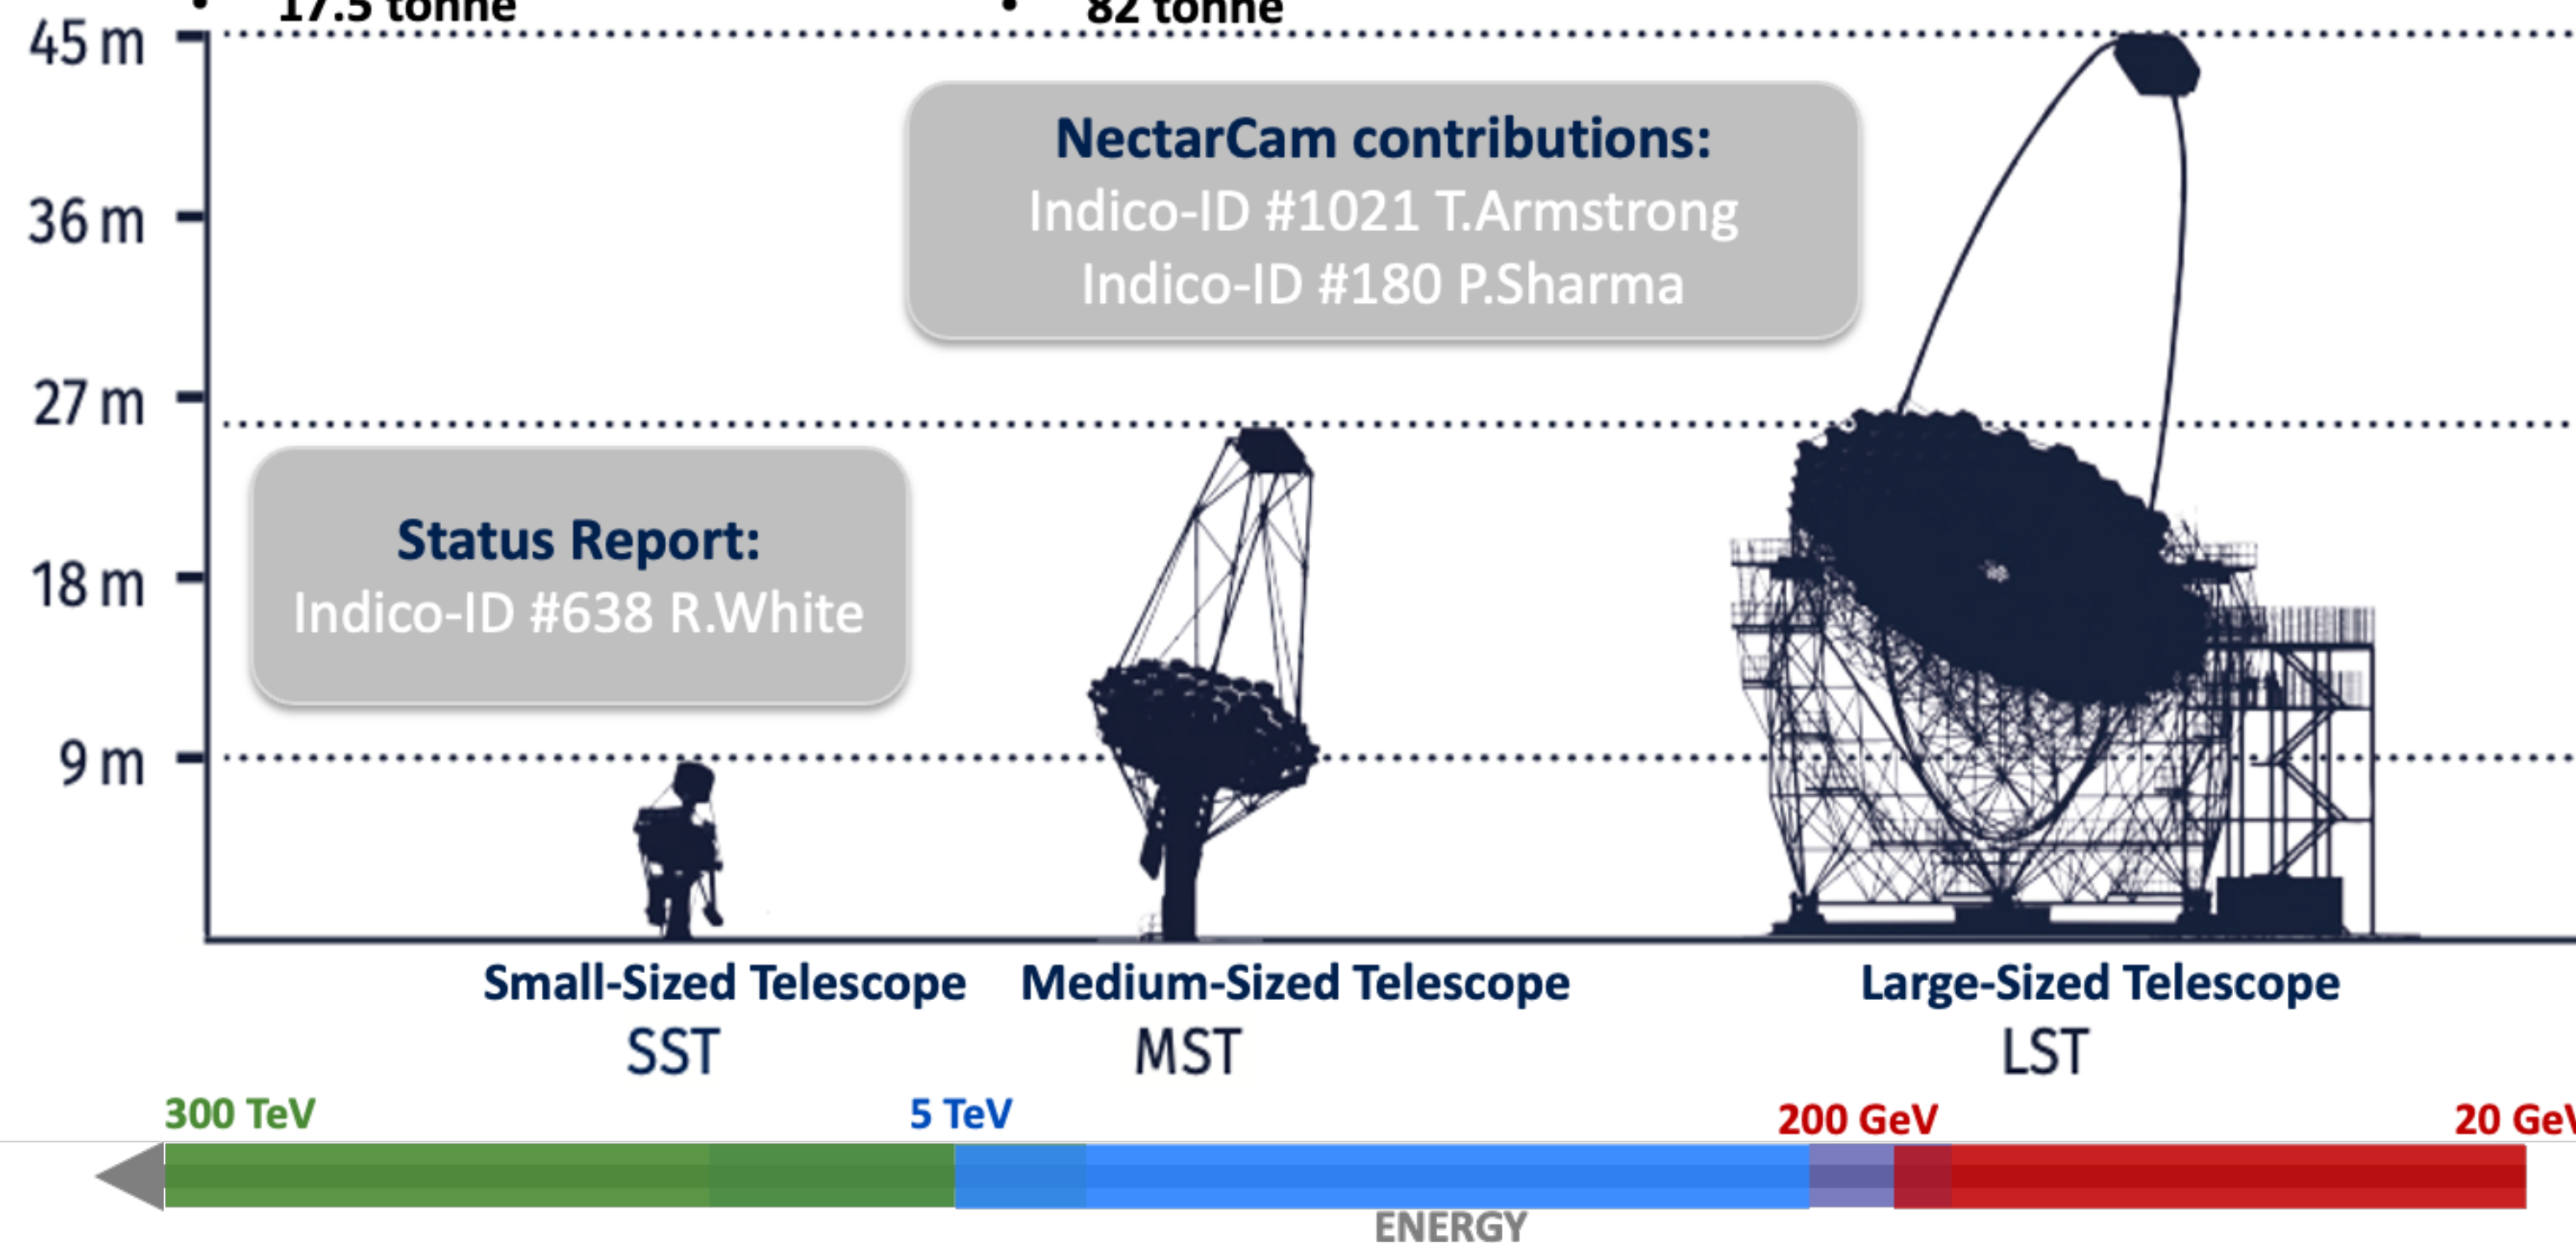 • 17.5 tonne
• 82 tonne
45 m
NectarCam contributions:
Indico-ID #1021 T.Armstrong
36 m
Indico-ID #180 P.Sharma
27 m
Status Report:
18 m
Indico-ID #638 R.White
9 m
Small-Sized Telescope
Medium-Sized Telescope
Large-Sized Telescope
SST
MST
LST
300 TeV
5 TeV
200 GeV
20 GeV
ENERGY